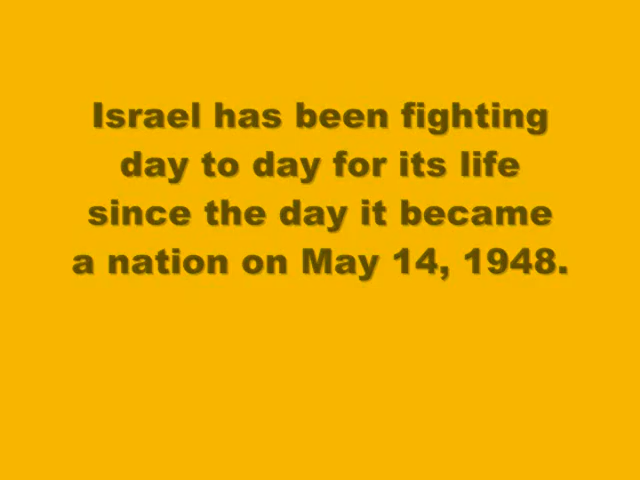 Israel has been fighting
day to day for its life
since the day it became
a nation on May 14, 1948.